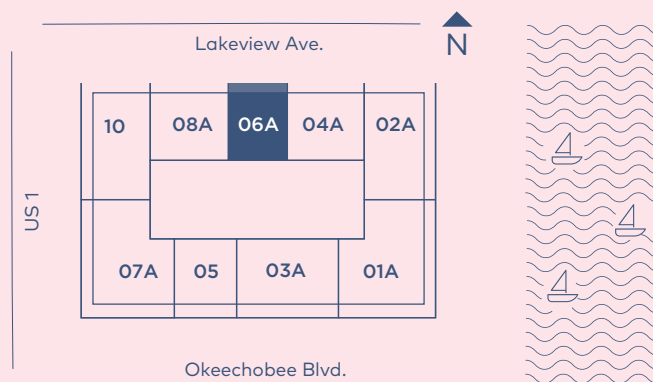 Lakeview Ave.
N
10
08A
06A
04A
02A
US 1
07A
05
03A
01A
Okeechobee Blvd.